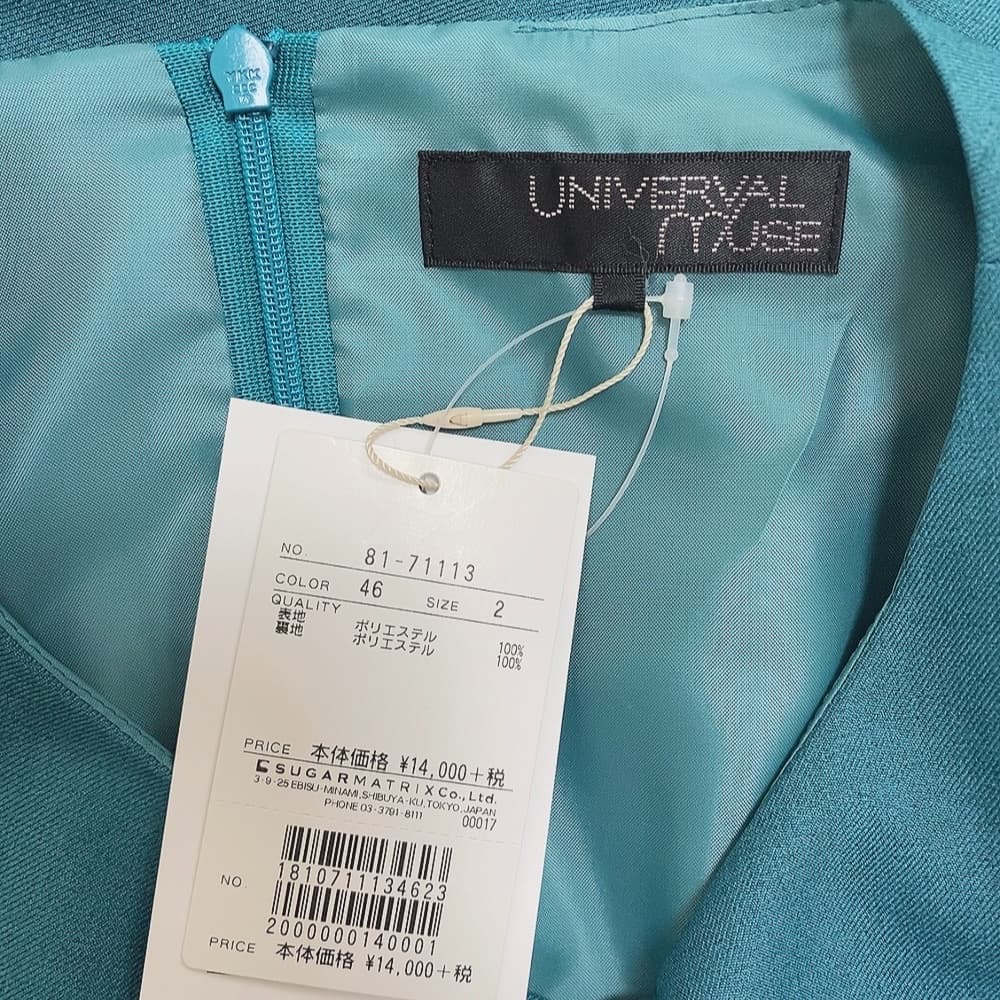 YKK
UNIVERVAL
MUSE
NO. 81-71113
COLOR 46 SIZE 2
QUALITY
表地 ポリエステル 100%
裏地 ポリエステル 100%
PRICE 本体価格 ¥14,000+税
SUGARMATRIX Co., Ltd.
3-9-25 EBISU-MINAMI, SHIBUYA-KU, TOKYO, JAPAN
PHONE 03-3791-8111
00017
NO. 1810711134623
2000000140001
PRICE 本体価格 ¥14,000+税